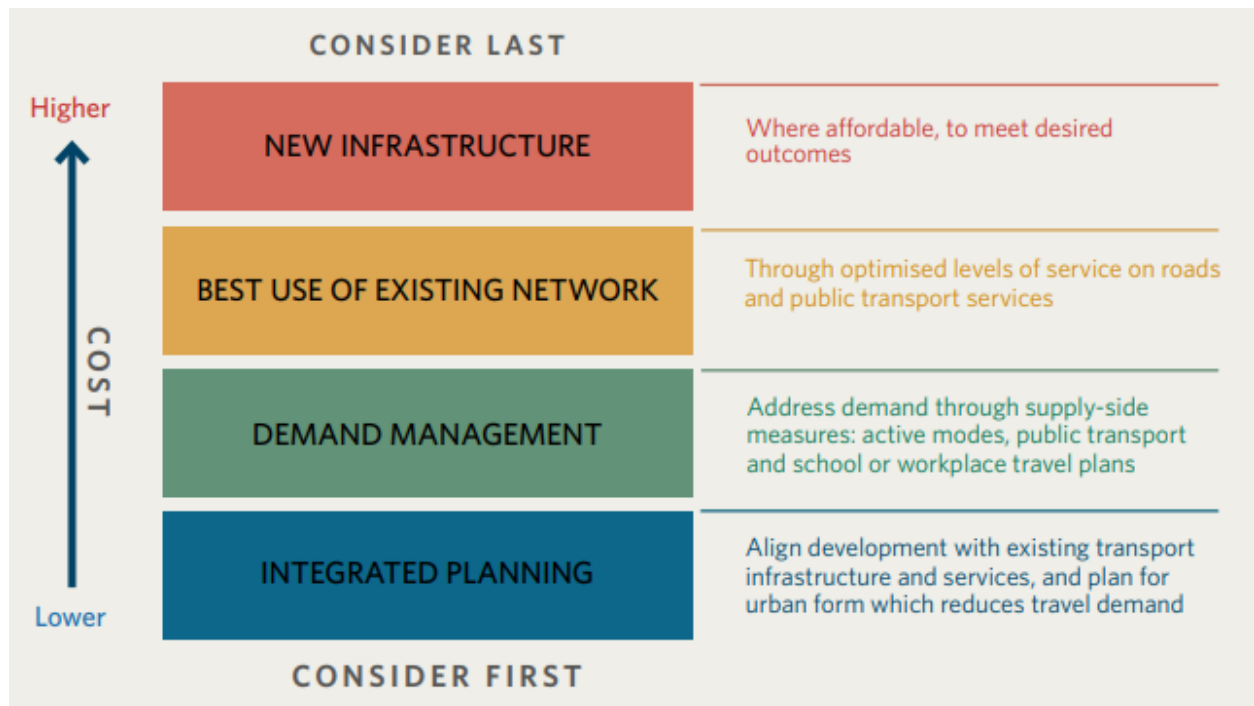 CONSIDER LAST
Higher
NEW INFRASTRUCTURE
Where affordable, to meet desired
outcomes
BEST USE OF EXISTING NETWORK
Through optimised levels of service on roads
and public transport services
COST
DEMAND MANAGEMENT
Address demand through supply-side
measures: active modes, public transport
and school or workplace travel plans
INTEGRATED PLANNING
Align development with existing transport
infrastructure and services, and plan for
urban form which reduces travel demand
Lower
CONSIDER FIRST